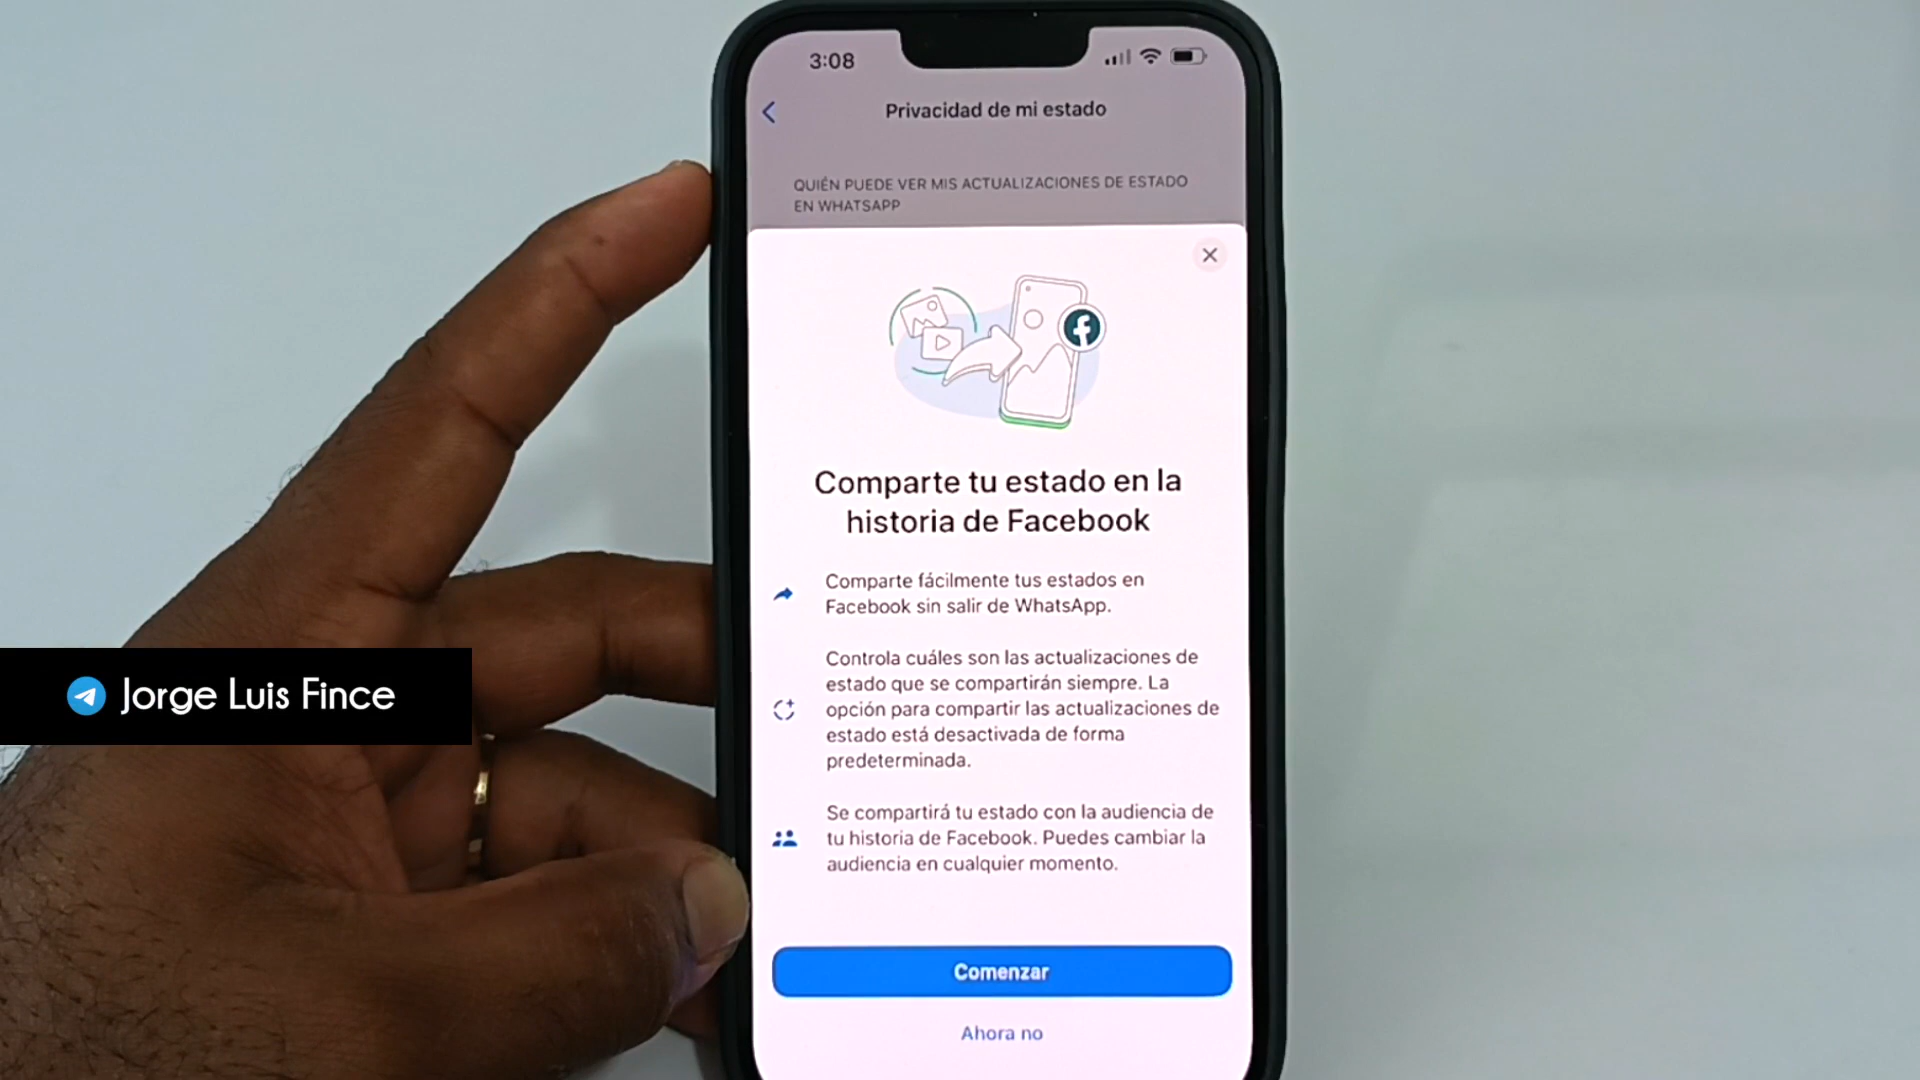 3:08
Privacidad de mi estado
QUIÉN PUEDE VER MIS ACTUALIZACIONES DE ESTADO
EN WHATSAPP
Comparte tu estado en la
historia de Facebook
Comparte fácilmente tus estados en
Facebook sin salir de WhatsApp.
Controla cuáles son las actualizaciones de
estado que se compartirán siempre. La
opción para compartir las actualizaciones de
estado está desactivada de forma
predeterminada.
Se compartirá tu estado con la audiencia de
tu historia de Facebook. Puedes cambiar la
audiencia en cualquier momento.
Comenzar
Ahora no
Jorge Luis Fince